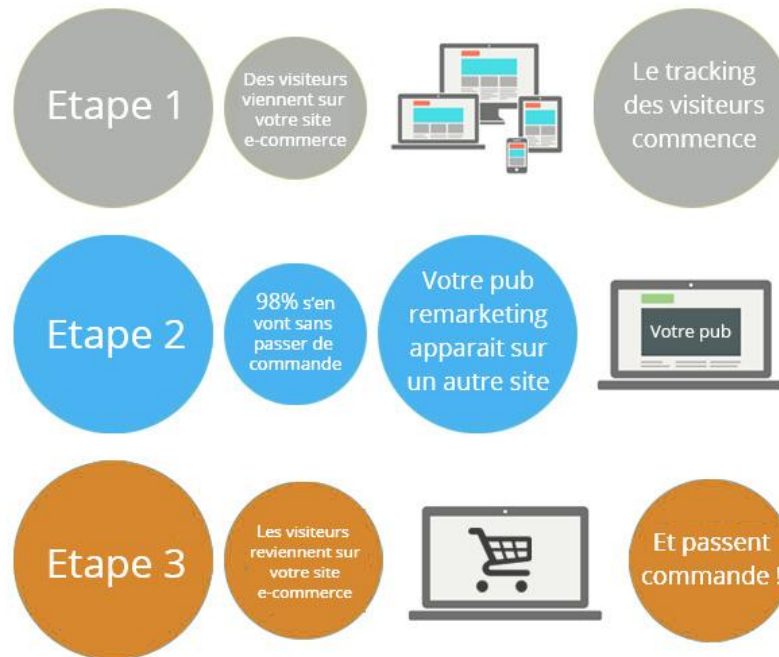 Etape 1
Des visiteurs
viennent sur
votre site
e-commerce
Le tracking
des visiteurs
commence
Etape 2
98% s'en
vont sans
passer de
commande
Votre pub
remarketing
apparait sur
un autre site
Votre pub
Etape 3
Les visiteurs
reviennent sur
votre site
e-commerce
Et passent
commande !